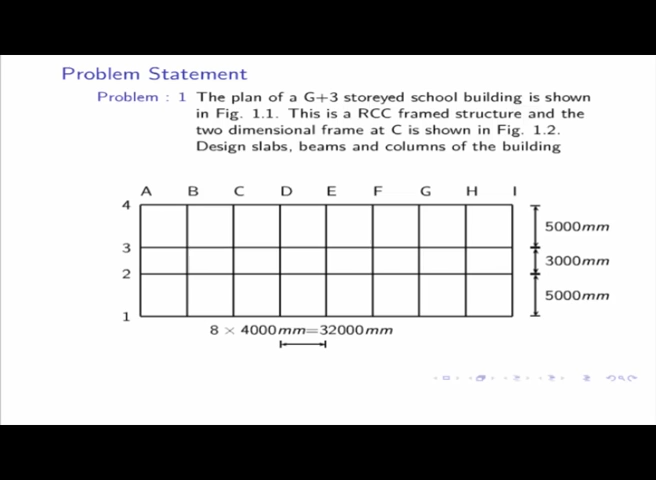 Problem Statement
Problem : 1 The plan of a G+3 storeyed school building is shown
in Fig. 1.1. This is a RCC framed structure and the
two dimensional frame at C is shown in Fig. 1.2.
Design slabs, beams and columns of the building
A B C D E F G H I
4
5000mm
3
3000mm
2
5000mm
1
8 × 4000mm=32000mm